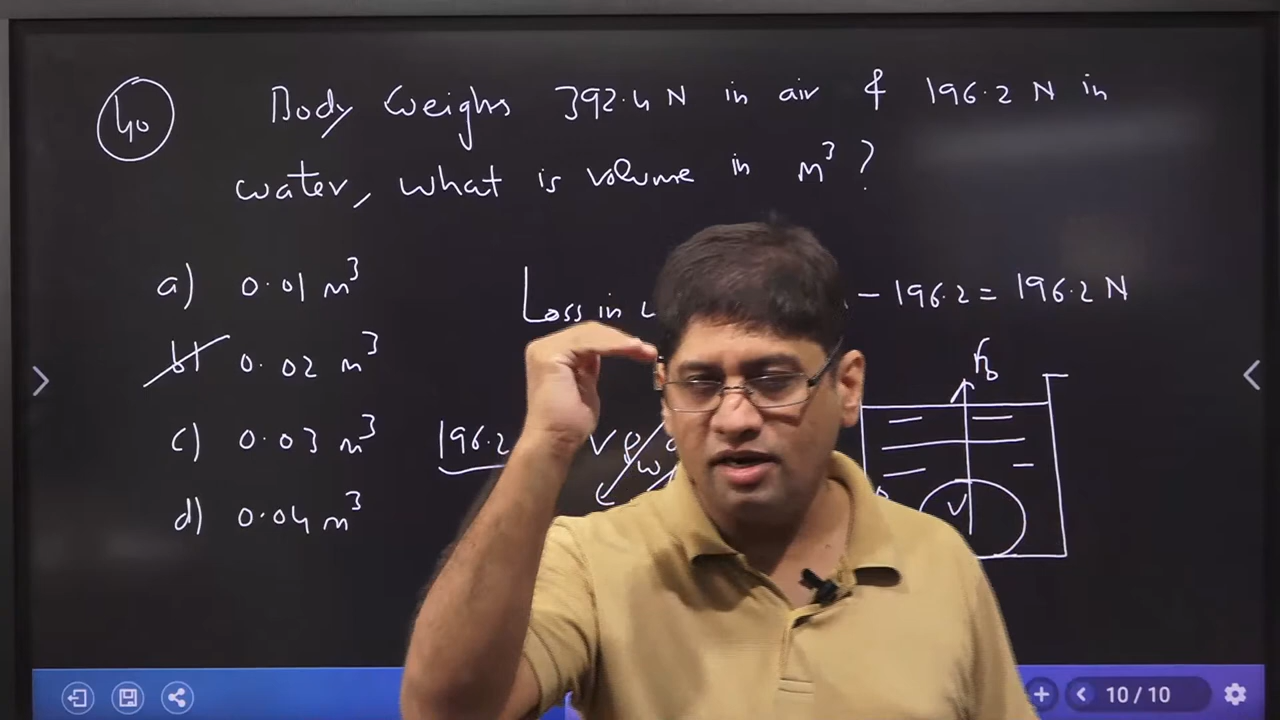 40
Body weighs 392.4 N in air & 196.2 N in
water, what is volume in m³ ?
a) 0.01 m³
Loss in
- 196.2 = 196.2 N
b) 0.02 m³
F_b
c) 0.03 m³
196.2
V ρ
w
d) 0.04 m³
V
10 / 10